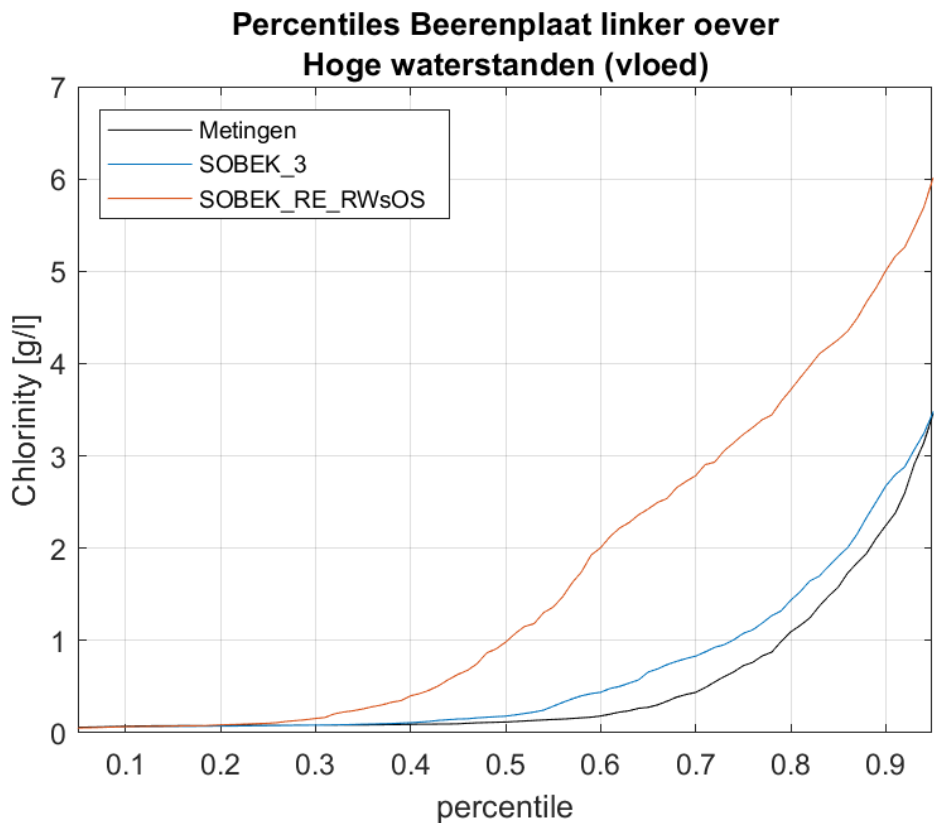 Percentiles Beerenplaat linker oever
Hoge waterstanden (vloed)
Metingen
SOBEK_3
SOBEK_RE_RWsOS
Chlorinity [g/l]
7
6
5
4
3
2
1
0
0.1 0.2 0.3 0.4 0.5 0.6 0.7 0.8 0.9
percentile